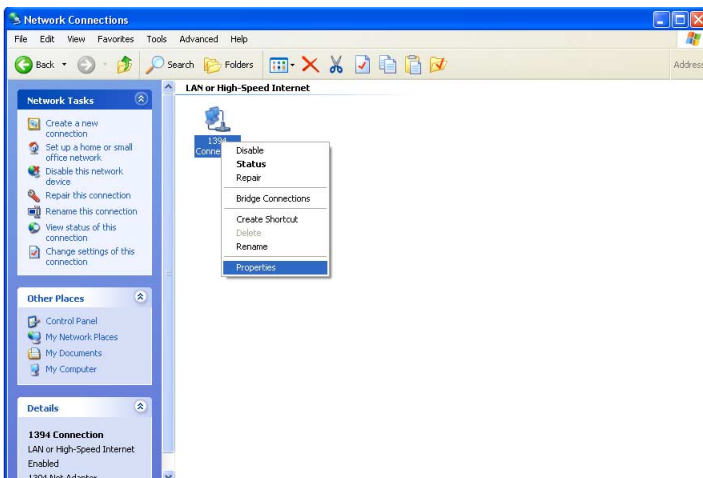 Network Connections
File Edit View Favorites Tools Advanced Help
Back Search Folders Address
Network Tasks
Create a new
connection
Set up a home or small
office network
Disable this network
device
Repair this connection
Rename this connection
View status of this
connection
Change settings of this
connection
Other Places
Control Panel
My Network Places
My Documents
My Computer
Details
1394 Connection
LAN or High-Speed Internet
Enabled
1394 Net Adapter
LAN or High-Speed Internet
1394
Conne
Disable
Status
Repair
Bridge Connections
Create Shortcut
Delete
Rename
Properties